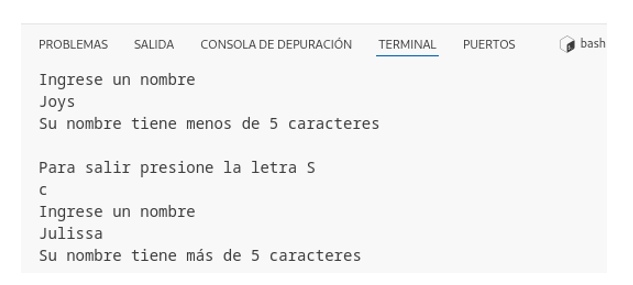 PROBLEMAS SALIDA CONSOLA DE DEPURACIÓN TERMINAL PUERTOS bash
Ingrese un nombre
Joys
Su nombre tiene menos de 5 caracteres
Para salir presione la letra S
c
Ingrese un nombre
Julissa
Su nombre tiene más de 5 caracteres